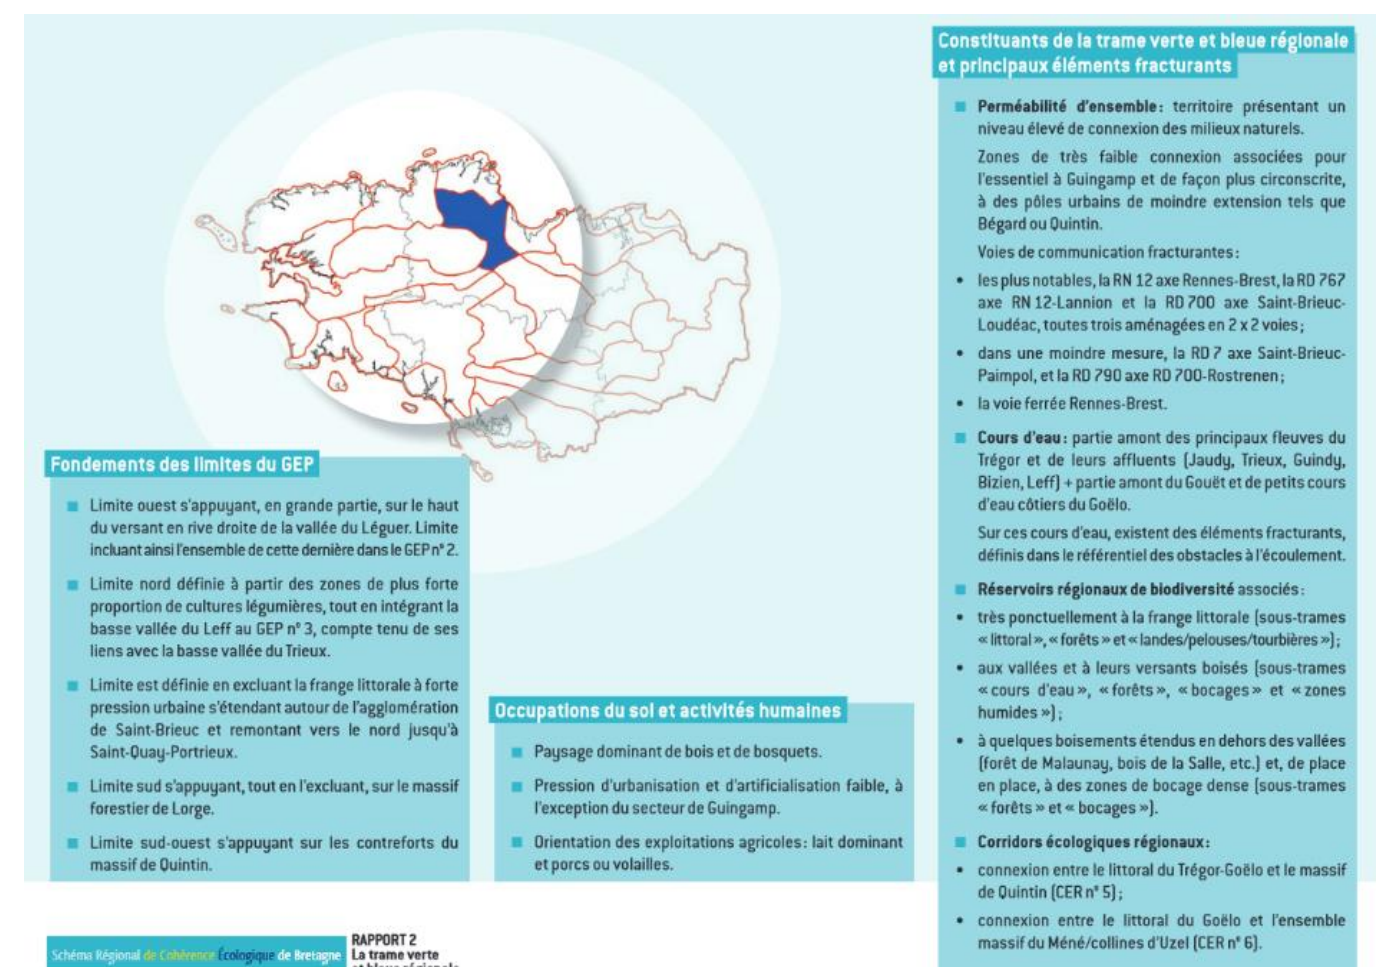 Fondements des limites du GEP
Limite ouest s'appuyant, en grande partie, sur le haut
du versant en rive droite de la vallée du Léguer. Limite
incluant ainsi l'ensemble de cette dernière dans le GEP n° 2.
Limite nord définie à partir des zones de plus forte
proportion de cultures légumières, tout en intégrant la
basse vallée du Leff au GEP n° 3, compte tenu de ses
liens avec la basse vallée du Trieux.
Limite est définie en excluant la frange littorale à forte
pression urbaine s'étendant autour de l'agglomération
de Saint-Brieuc et remontant vers le nord jusqu'à
Saint-Quay-Portrieux.
Limite sud s'appuyant, tout en l'excluant, sur le massif
forestier de Lorge.
Limite sud-ouest s'appuyant sur les contreforts du
massif de Quintin.
Occupations du sol et activités humaines
Paysage dominant de bois et de bosquets.
Pression d'urbanisation et d'artificialisation faible, à
l'exception du secteur de Guingamp.
Orientation des exploitations agricoles : lait dominant
et porcs ou volailles.
Constituants de la trame verte et bleue régionale
et principaux éléments fracturants
Perméabilité d'ensemble : territoire présentant un
niveau élevé de connexion des milieux naturels.
Zones de très faible connexion associées pour
l'essentiel à Guingamp et de façon plus circonscrite,
à des pôles urbains de moindre extension tels que
Bégard ou Quintin.
Voies de communication fracturantes :
• les plus notables, la RN 12 axe Rennes-Brest, la RD 767
axe RN 12-Lannion et la RD 700 axe Saint-Brieuc-
Loudéac, toutes trois aménagées en 2 x 2 voies ;
• dans une moindre mesure, la RD 7 axe Saint-Brieuc-
Paimpol, et la RD 790 axe RD 700-Rostrenen ;
• la voie ferrée Rennes-Brest.
Cours d'eau : partie amont des principaux fleuves du
Trégor et de leurs affluents (Jaudy, Trieux, Guindy,
Bizien, Leff) + partie amont du Gouët et de petits cours
d'eau côtiers du Goëlo.
Sur ces cours d'eau, existent des éléments fracturants,
définis dans le référentiel des obstacles à l'écoulement.
Réservoirs régionaux de biodiversité associés :
• très ponctuellement à la frange littorale (sous-trames
« littoral », « forêts » et « landes/pelouses/tourbières ») ;
• aux vallées et à leurs versants boisés (sous-trames
« cours d'eau », « forêts », « bocages » et « zones
humides ») ;
• à quelques boisements étendus en dehors des vallées
(forêt de Malaunay, bois de la Salle, etc.) et, de place
en place, à des zones de bocage dense (sous-trames
« forêts » et « bocages »).
Corridors écologiques régionaux :
• connexion entre le littoral du Trégor-Goëlo et le massif
de Quintin (CER n° 5) ;
• connexion entre le littoral du Goëlo et l'ensemble
massif du Méné/collines d'Uzel (CER n° 6).
Schéma Régional de Cohérence Écologique de Bretagne
RAPPORT 2
La trame verte
et bleue régionale